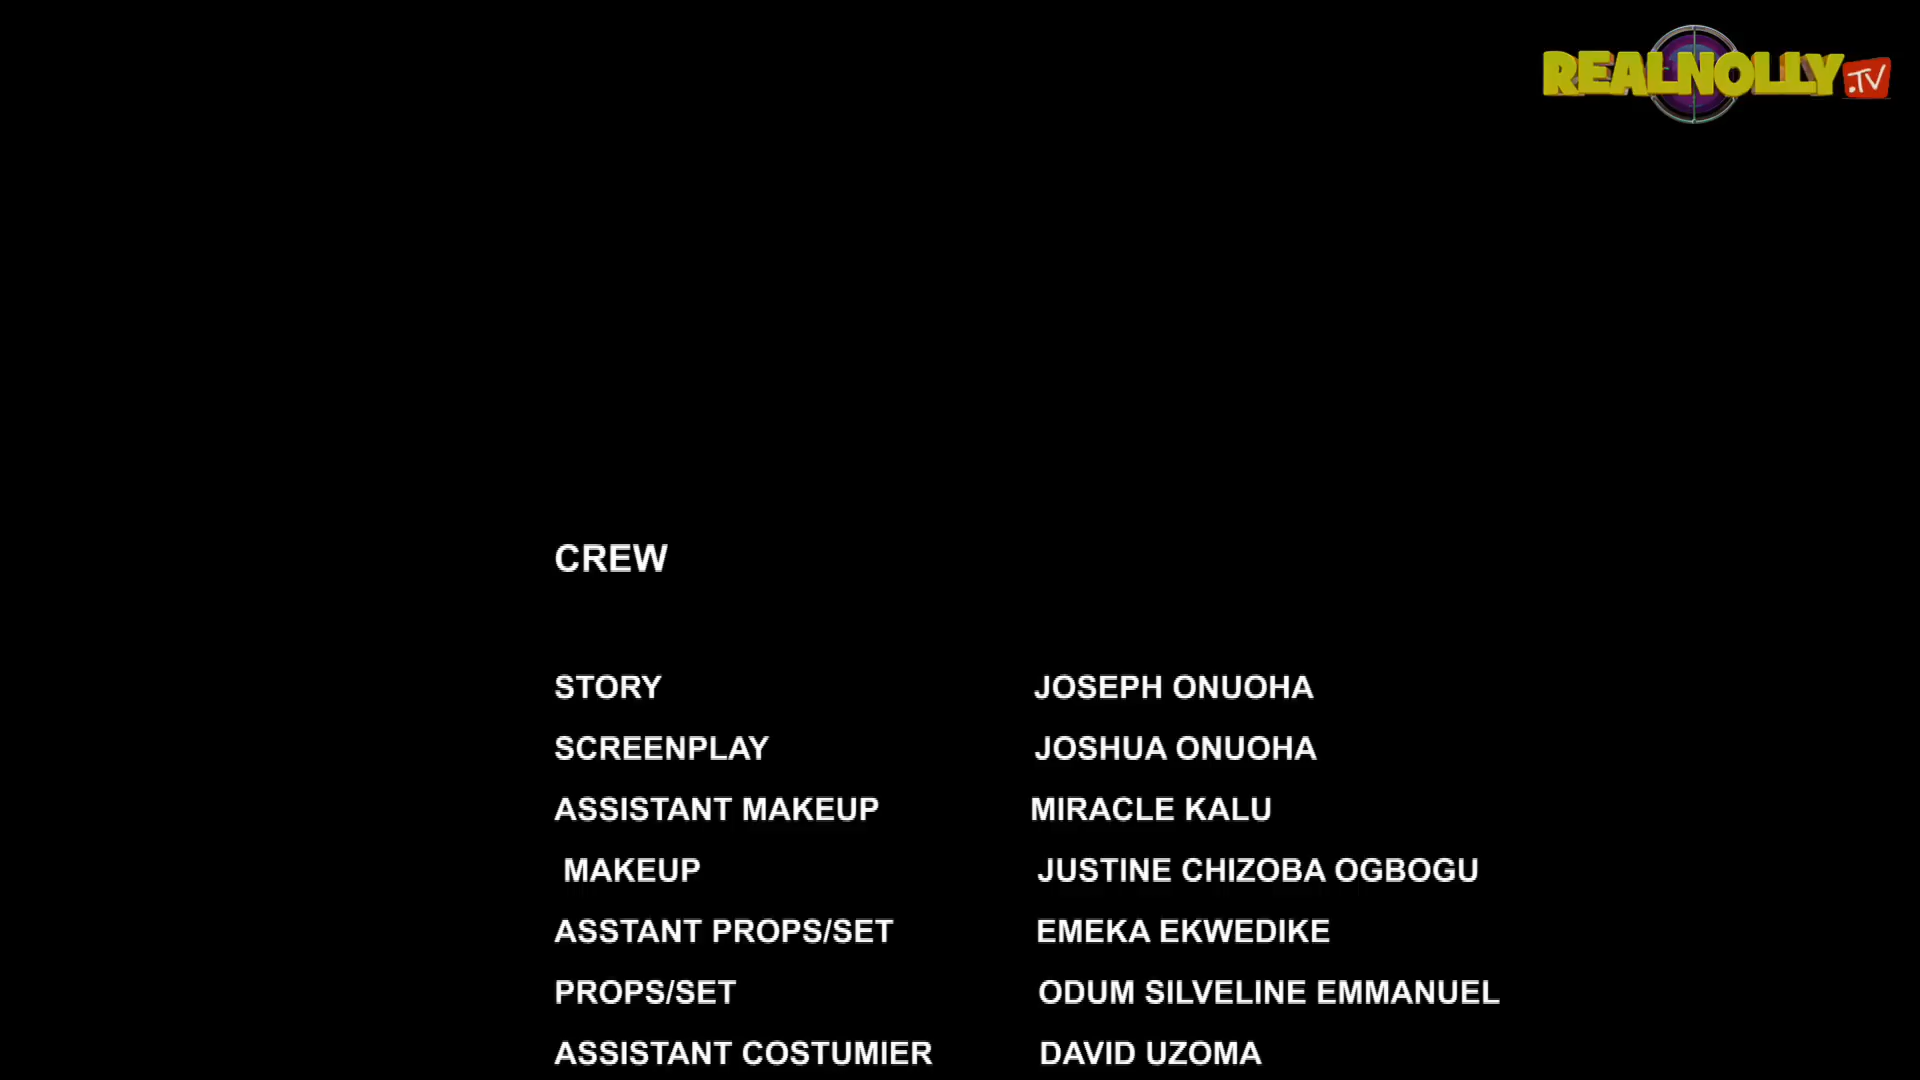 REALNOLLY.TV
CREW
STORY JOSEPH ONUOHA
SCREENPLAY JOSHUA ONUOHA
ASSISTANT MAKEUP MIRACLE KALU
MAKEUP JUSTINE CHIZOBA OGBOGU
ASSTANT PROPS/SET EMEKA EKWEDIKE
PROPS/SET ODUM SILVELINE EMMANUEL
ASSISTANT COSTUMIER DAVID UZOMA